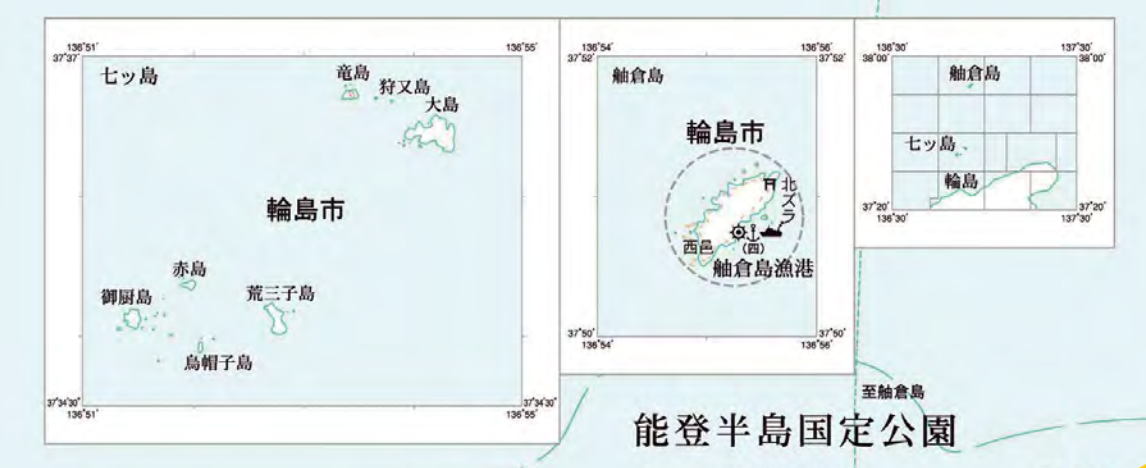 136°51′
136°55′
37°37′
七ッ島
竜島
狩又島
大島
輪島市
赤島
御厨島
荒三子島
烏帽子島
37°34′30″
37°34′30″
136°51′
136°55′
136°54′
136°56′
37°52′
37°52′
舳倉島
輪島市
北ズラ
西邑
(四)
舳倉島漁港
37°50′
37°50′
136°54′
136°56′
136°30′
137°30′
38°00′
38°00′
舳倉島
七ッ島
輪島
37°20′
37°20′
136°30′
137°30′
至舳倉島
能登半島国定公園